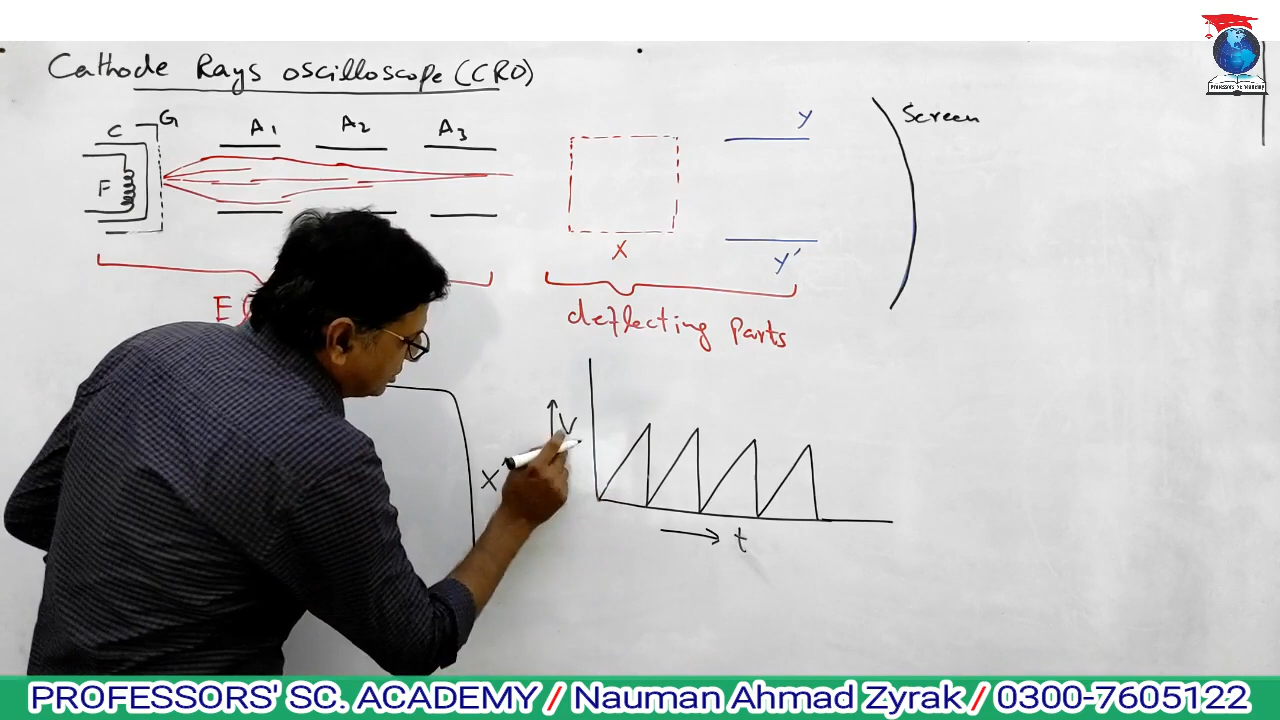 Cathode Rays oscilloscope (CRO)
C G A1 A2 A3 Y Screen
F
X Y'
deflecting parts
V
X'
t
PROFESSORS' SC. ACADEMY / Nauman Ahmad Zyrak / 0300-7605122